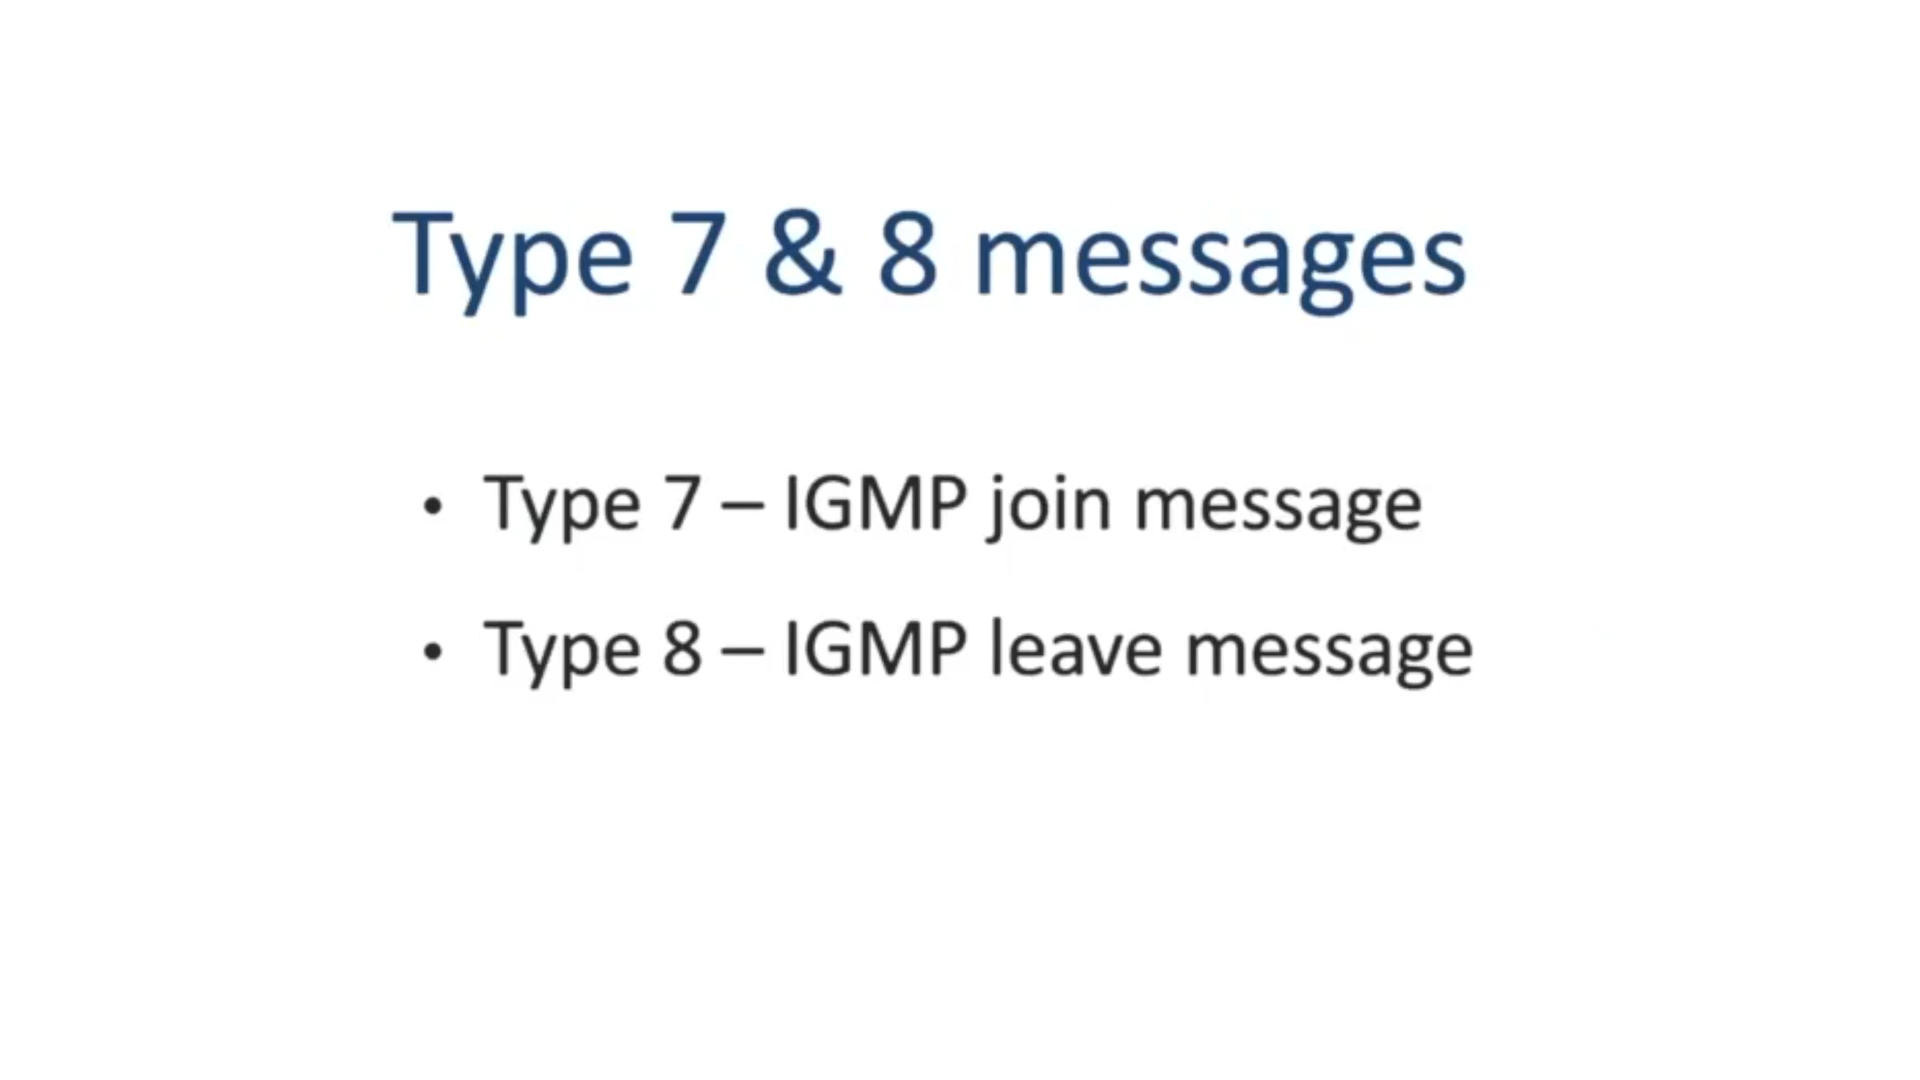 Type 7 & 8 messages
• Type 7 – IGMP join message
• Type 8 – IGMP leave message